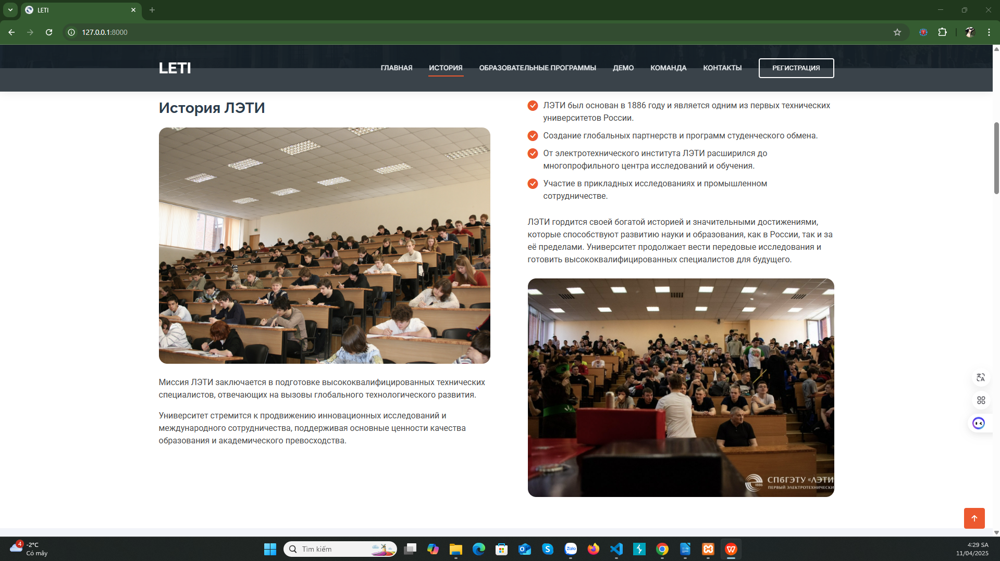 LETI
127.0.0.1:8000
LETI
ГЛАВНАЯ
ИСТОРИЯ
ОБРАЗОВАТЕЛЬНЫЕ ПРОГРАММЫ
ДЕМО
КОМАНДА
КОНТАКТЫ
РЕГИСТРАЦИЯ
История ЛЭТИ
Миссия ЛЭТИ заключается в подготовке высококвалифицированных технических
специалистов, отвечающих на вызовы глобального технологического развития.
Университет стремится к продвижению инновационных исследований и
международного сотрудничества, поддерживая основные ценности качества
образования и академического превосходства.
ЛЭТИ был основан в 1886 году и является одним из первых технических
университетов России.
Создание глобальных партнерств и программ студенческого обмена.
От электротехнического института ЛЭТИ расширился до
многопрофильного центра исследований и обучения.
Участие в прикладных исследованиях и промышленном
сотрудничестве.
ЛЭТИ гордится своей богатой историей и значительными достижениями,
которые способствуют развитию науки и образования, как в России, так и за
её пределами. Университет продолжает вести передовые исследования и
готовить высококвалифицированных специалистов для будущего.
1886
СПбГЭТУ «ЛЭТИ
ПЕРВЫЙ ЭЛЕКТРОТЕХНИЧЕСКИ
4
-2°C
Có mây
Tìm kiếm
Zalo
4:29 SA
11/04/2025